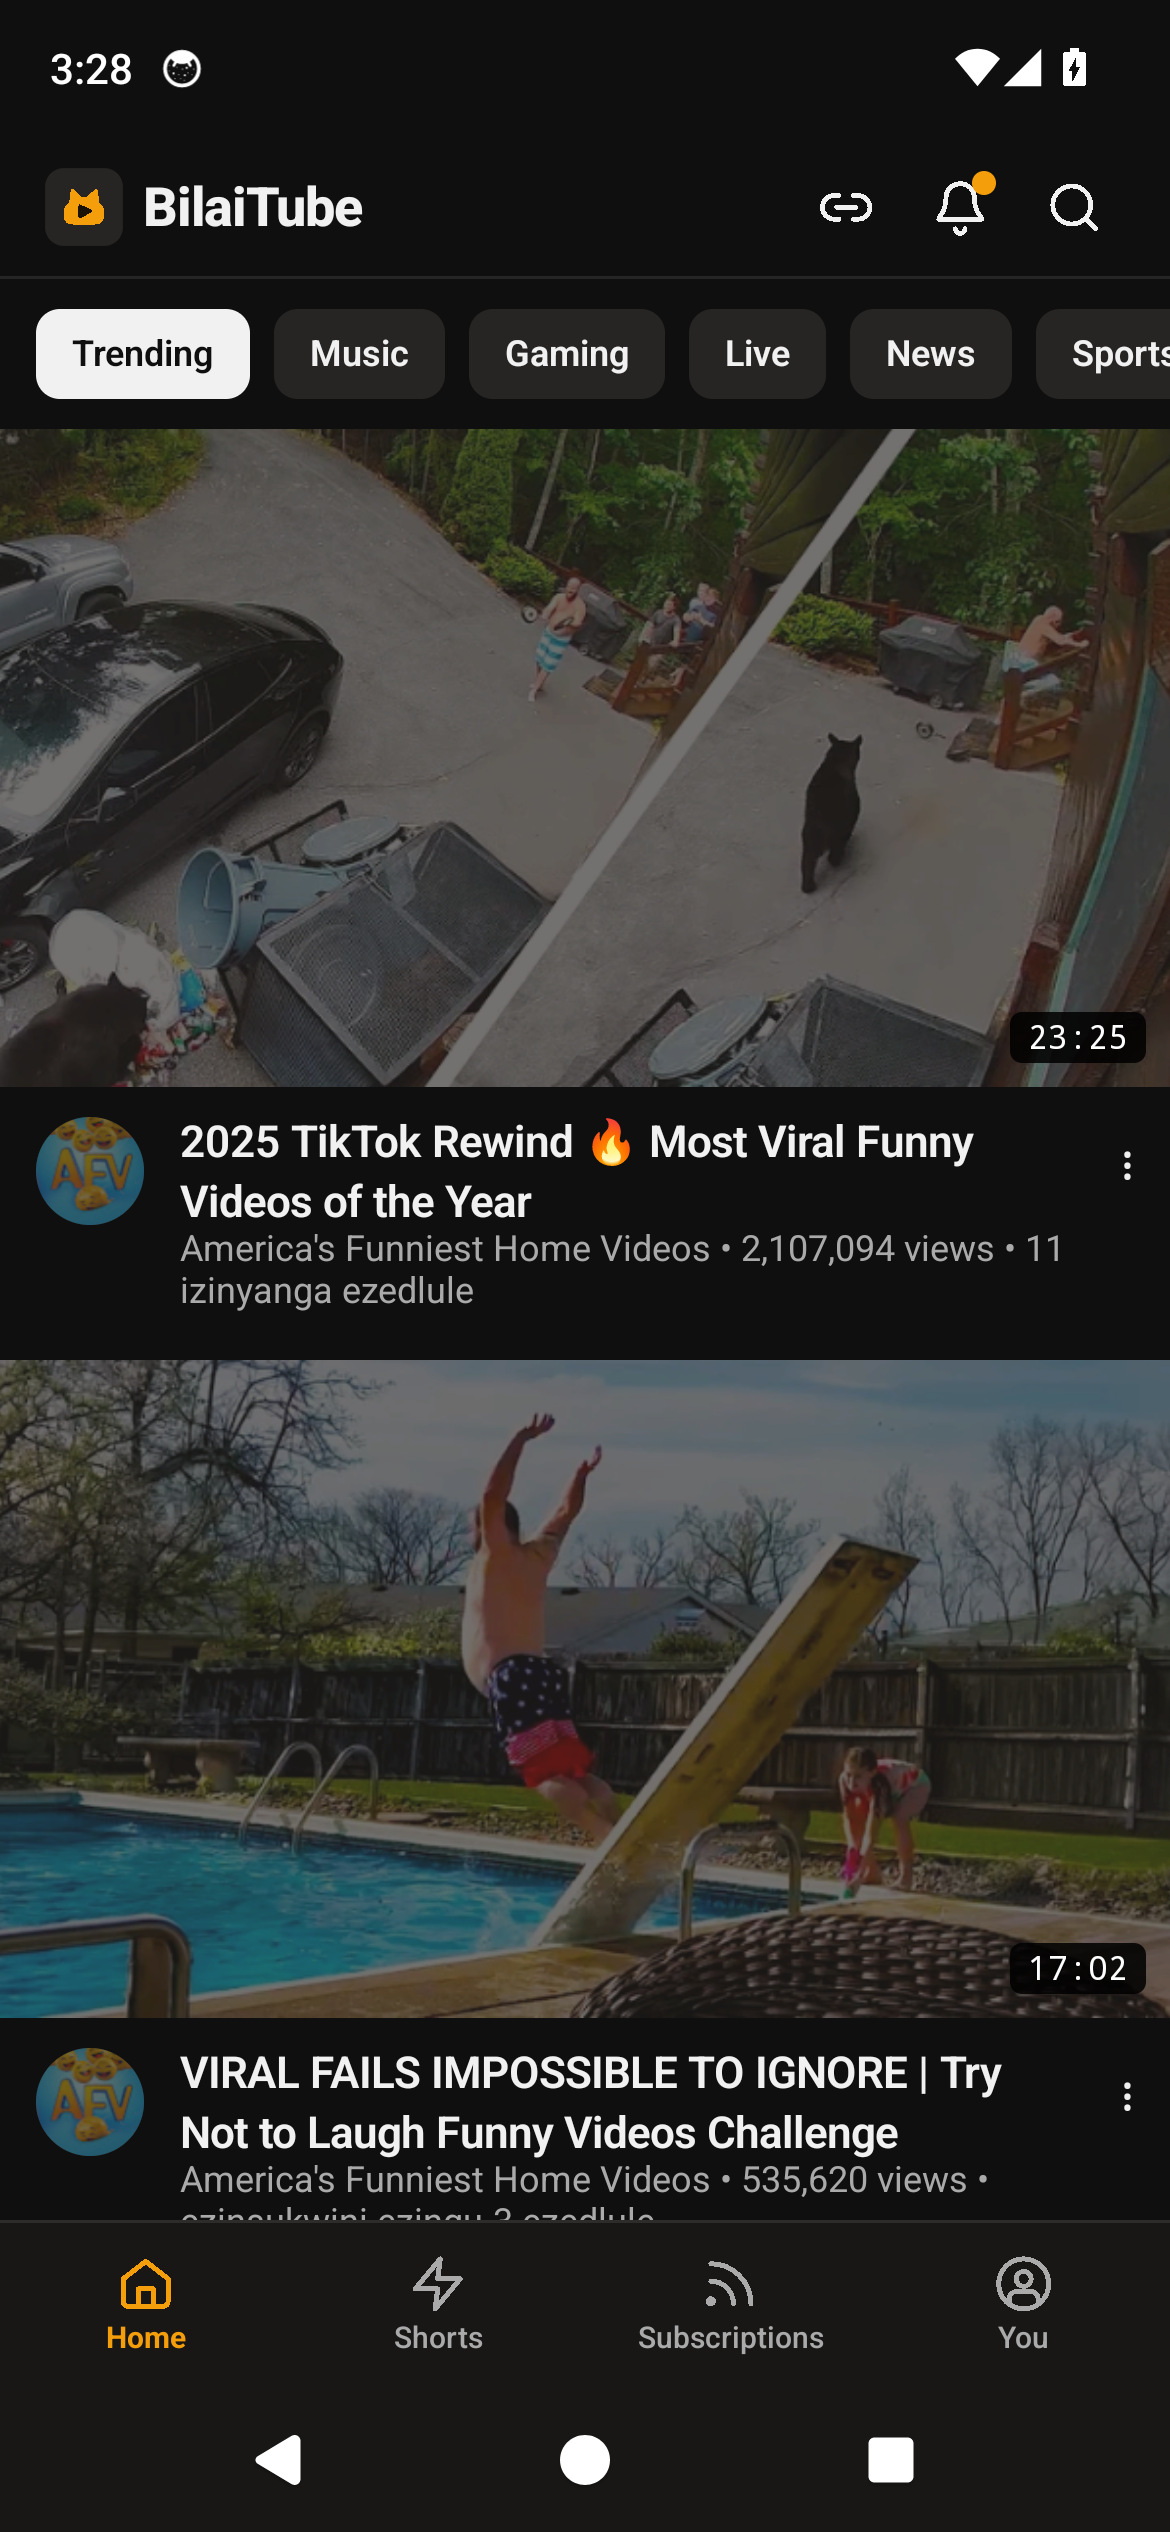 3:28
BilaiTube
Trending
Music
Gaming
Live
News
Sports
23:25
AFV
2025 TikTok Rewind 🔥 Most Viral Funny
Videos of the Year
America's Funniest Home Videos • 2,107,094 views • 11
izinyanga ezedlule
17:02
AFV
VIRAL FAILS IMPOSSIBLE TO IGNORE | Try
Not to Laugh Funny Videos Challenge
America's Funniest Home Videos • 535,620 views •
Home
Shorts
Subscriptions
You